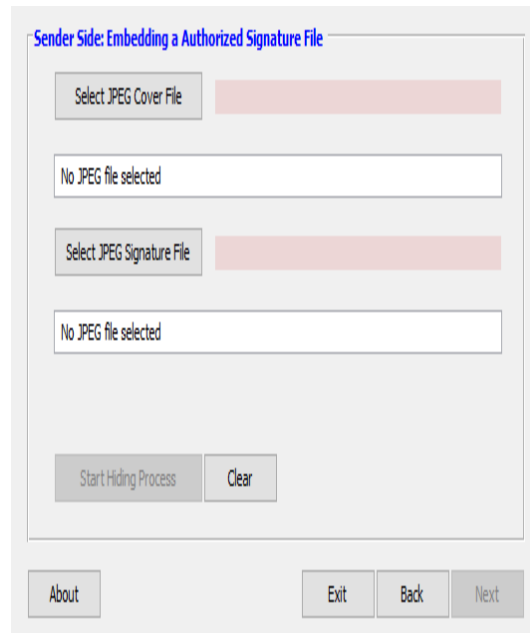 Sender Side: Embedding a Authorized Signature File
Select JPEG Cover File
No JPEG file selected
Select JPEG Signature File
No JPEG file selected
Start Hiding Process Clear
About Exit Back Next